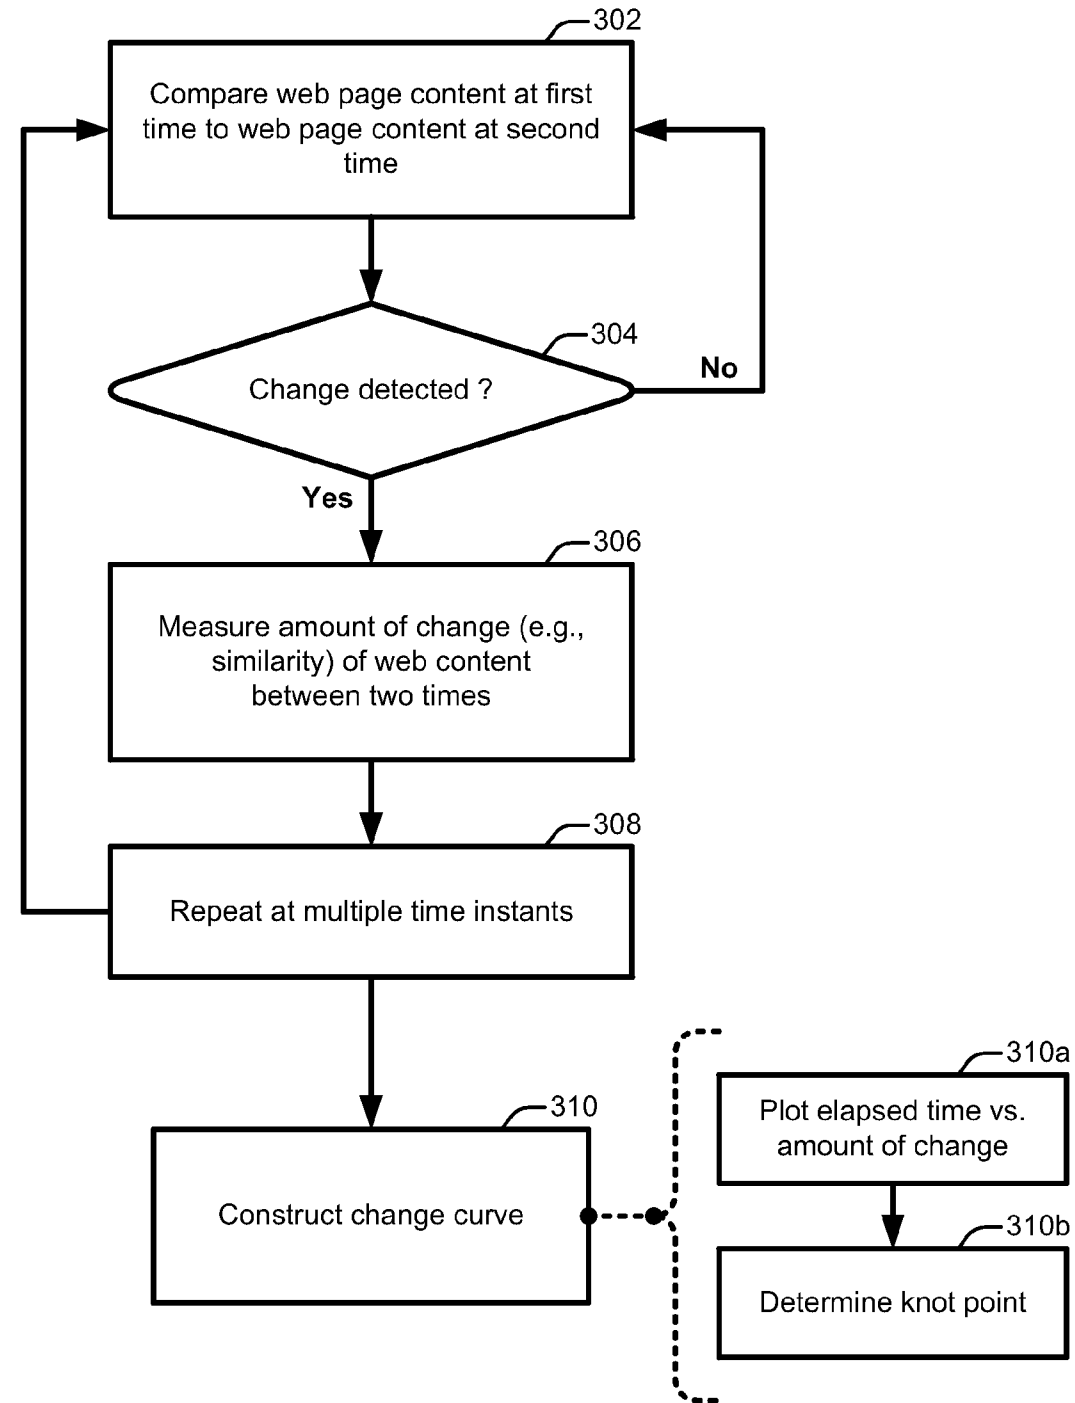 302
Compare web page content at first
time to web page content at second
time
304
Change detected ?
No
Yes
306
Measure amount of change (e.g.,
similarity) of web content
between two times
308
Repeat at multiple time instants
310
Construct change curve
310a
Plot elapsed time vs.
amount of change
310b
Determine knot point